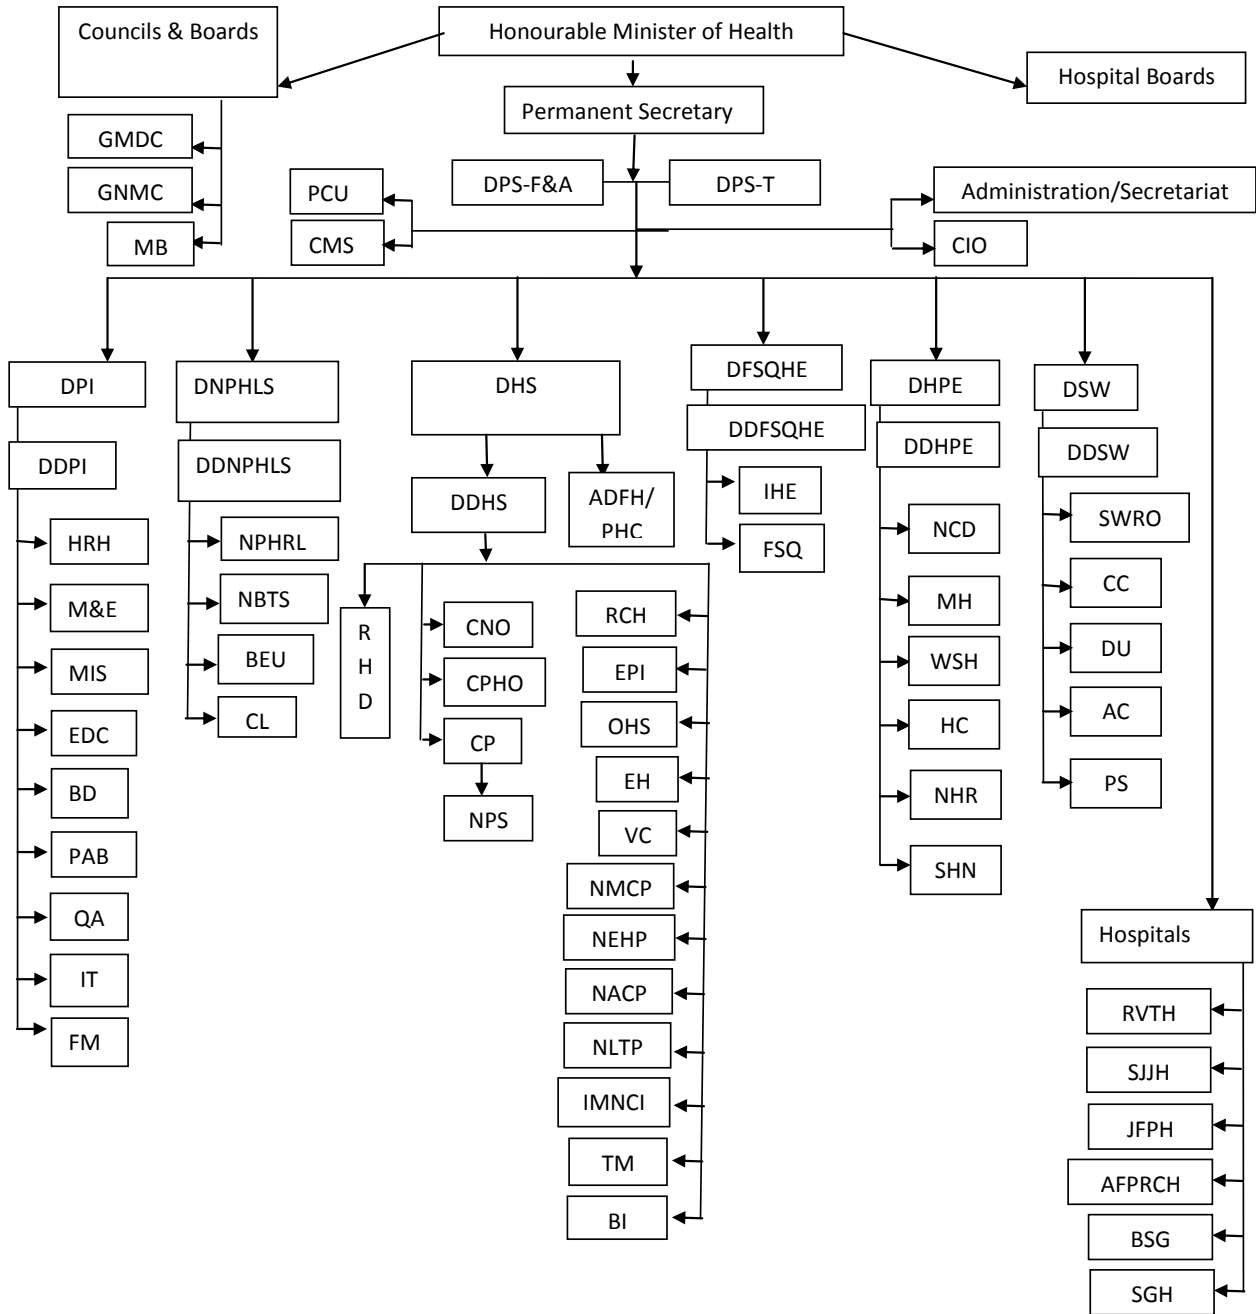 Councils & Boards
Honourable Minister of Health
Hospital Boards
Permanent Secretary
GMDC
GNMC
MB
DPS-F&A
DPS-T
PCU
CMS
Administration/Secretariat
CIO
DPI
DDPI
HRH
M&E
MIS
EDC
BD
PAB
QA
IT
FM
DNPHLS
DDNPHLS
NPHRL
NBTS
BEU
CL
DHS
DDHS
ADFH/
PHC
R
H
D
CNO
CPHO
CP
NPS
RCH
EPI
OHS
EH
VC
NMCP
NEHP
NACP
NLTP
IMNCI
TM
BI
DFSQHE
DDFSQHE
IHE
FSQ
DHPE
DDHPE
NCD
MH
WSH
HC
NHR
SHN
DSW
DDSW
SWRO
CC
DU
AC
PS
Hospitals
RVTH
SJJH
JFPH
AFPRCH
BSG
SGH